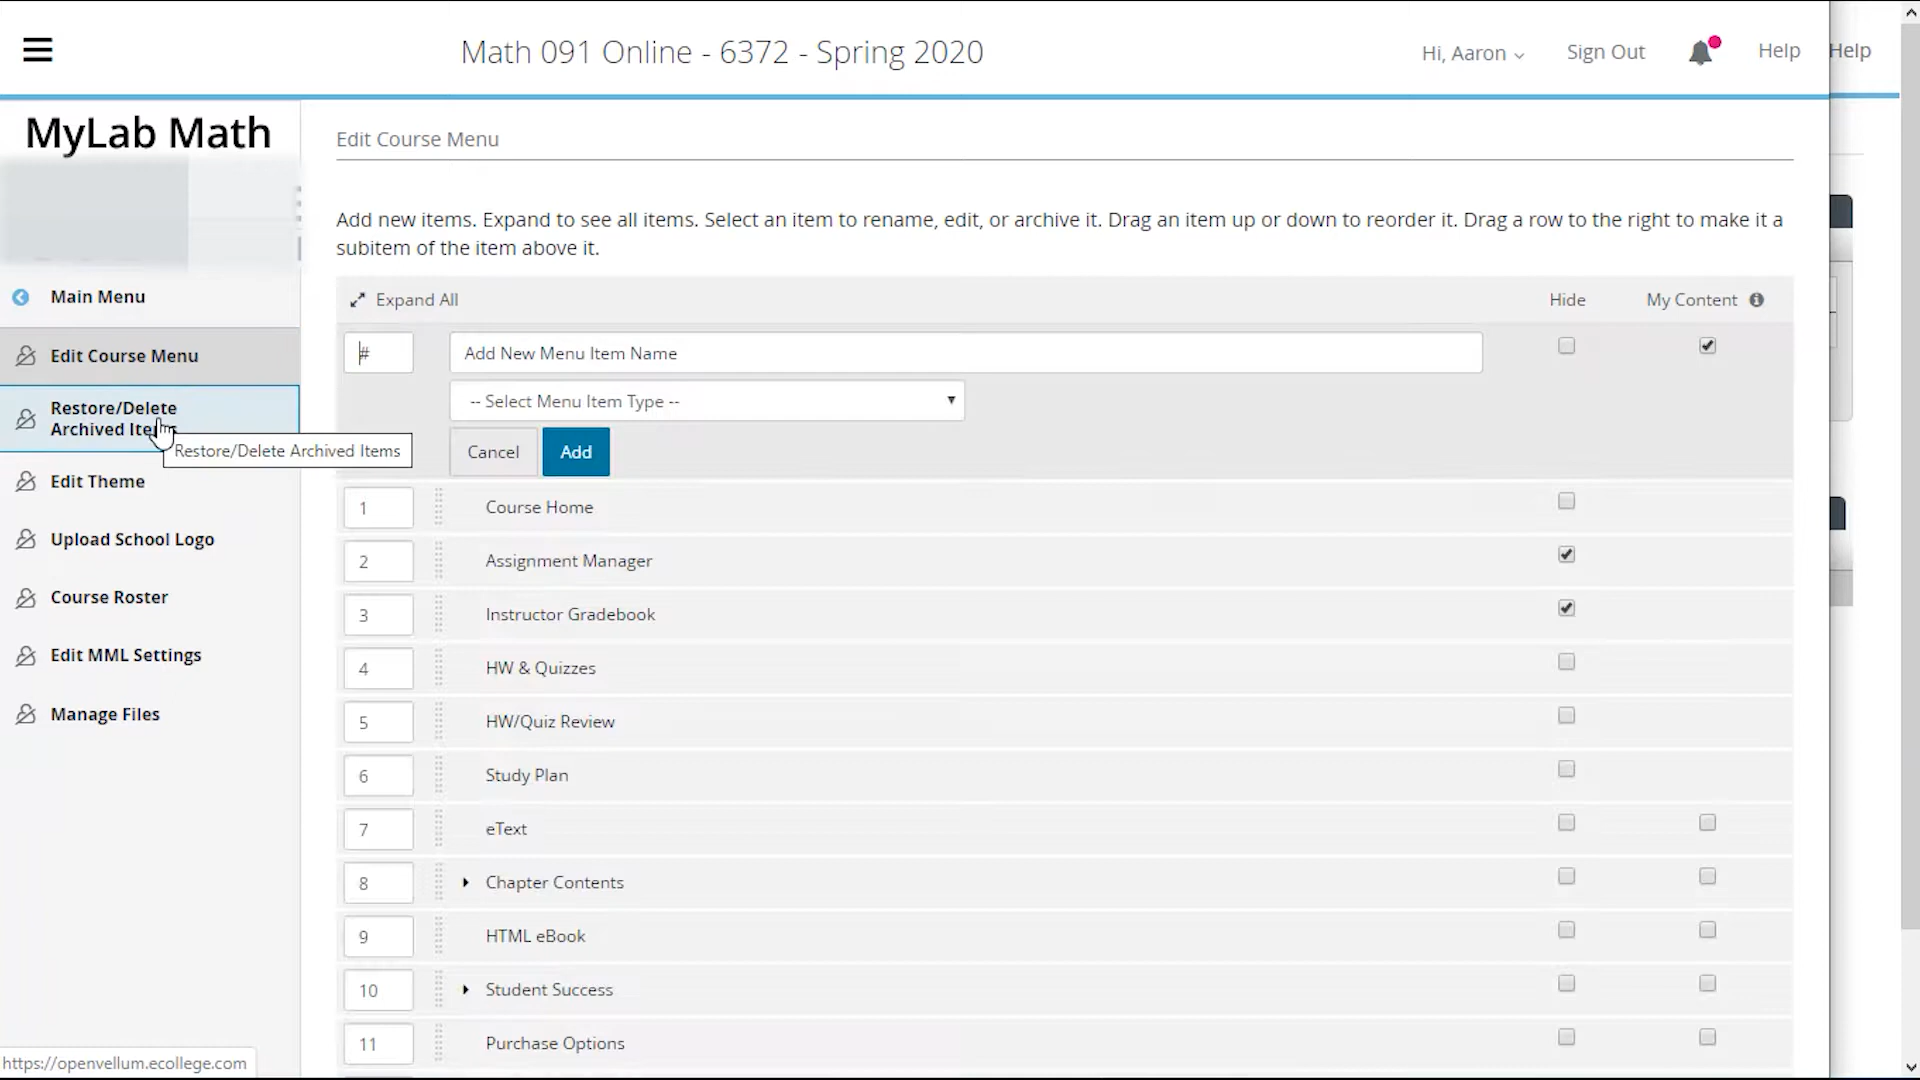 Math 091 Online - 6372 - Spring 2020
Hi, Aaron
Sign Out
Help
Help
MyLab Math
Edit Course Menu
Add new items. Expand to see all items. Select an item to rename, edit, or archive it. Drag an item up or down to reorder it. Drag a row to the right to make it a
subitem of the item above it.
Main Menu
Edit Course Menu
Restore/Delete
Archived Items
Restore/Delete Archived Items
Edit Theme
Upload School Logo
Course Roster
Edit MML Settings
Manage Files
Expand All
Hide
My Content
#
Add New Menu Item Name
-- Select Menu Item Type --
Cancel
Add
1 Course Home
2 Assignment Manager
3 Instructor Gradebook
4 HW & Quizzes
5 HW/Quiz Review
6 Study Plan
7 eText
8 Chapter Contents
9 HTML eBook
10 Student Success
11 Purchase Options
https://openvellum.ecollege.com